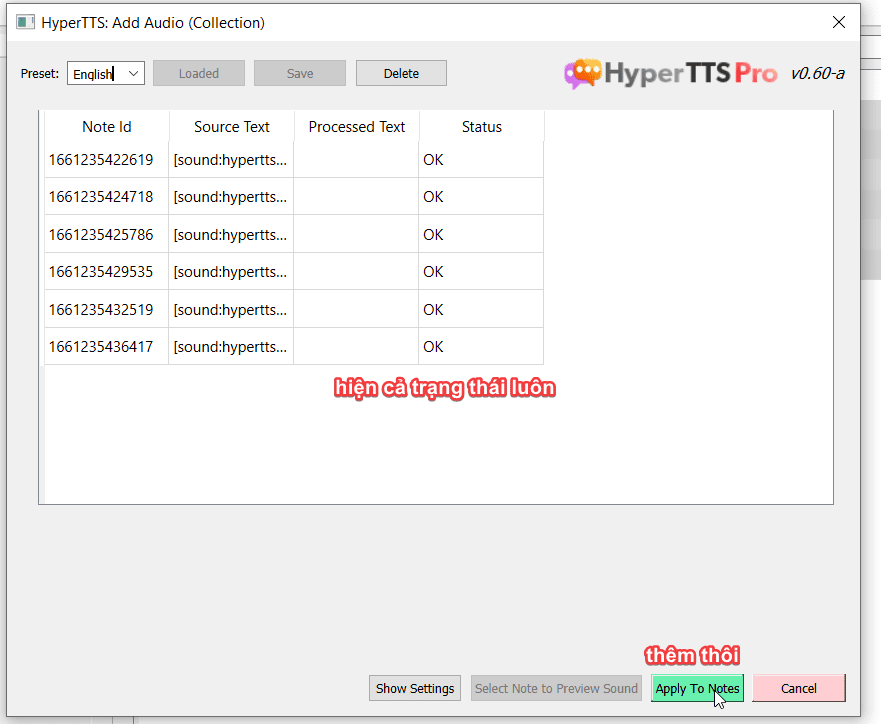 HyperTTS: Add Audio (Collection)
Preset: English Loaded Save Delete HyperTTS Pro v0.60-a
Note Id Source Text Processed Text Status
1661235422619 [sound:hypertts... OK
1661235424718 [sound:hypertts... OK
1661235425786 [sound:hypertts... OK
1661235429535 [sound:hypertts... OK
1661235432519 [sound:hypertts... OK
1661235436417 [sound:hypertts... OK
hiện cả trạng thái luôn
thêm thôi
Show Settings Select Note to Preview Sound Apply To Notes Cancel